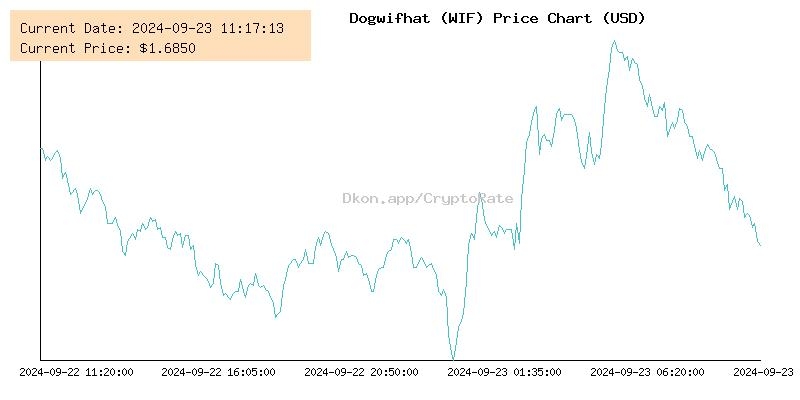 Dogwifhat (WIF) Price Chart (USD)
Current Date: 2024-09-23 11:17:13
Current Price: $1.6850
Dkon.app/CryptoRate
2024-09-22 11:20:00 2024-09-22 16:05:00 2024-09-22 20:50:00 2024-09-23 01:35:00 2024-09-23 06:20:00 2024-09-23